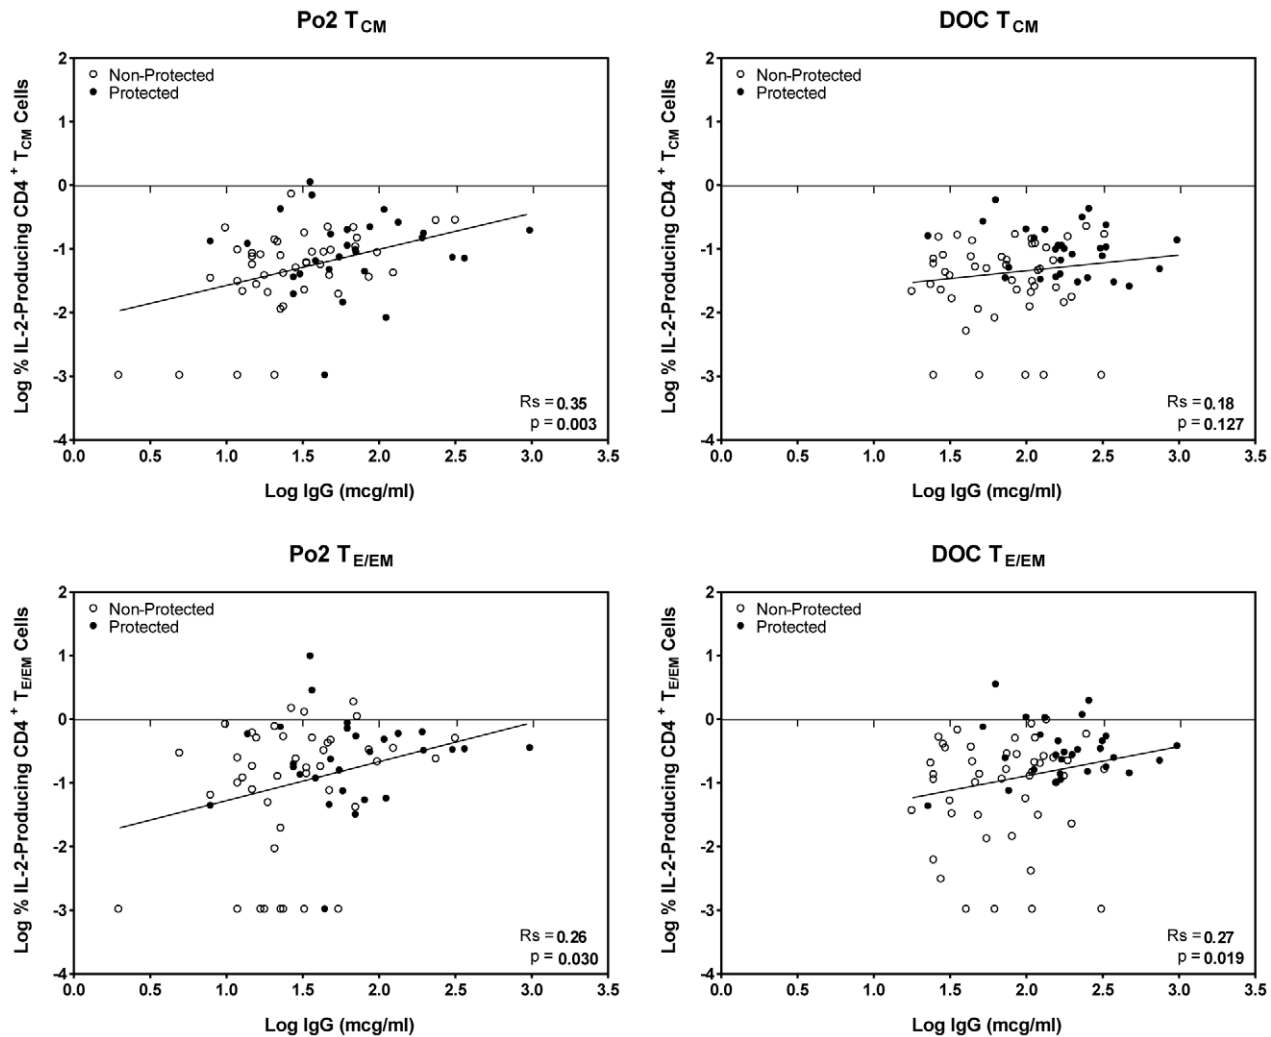 Po2 T_CM
Log % IL-2-Producing CD4 + T_CM Cells
2
1
0
-1
-2
-3
-4
Non-Protected
Protected
Rs = 0.35
p = 0.003
0.0 0.5 1.0 1.5 2.0 2.5 3.0 3.5
Log IgG (mcg/ml)
DOC T_CM
Log % IL-2-Producing CD4 + T_CM Cells
2
1
0
-1
-2
-3
-4
Non-Protected
Protected
Rs = 0.18
p = 0.127
0.0 0.5 1.0 1.5 2.0 2.5 3.0 3.5
Log IgG (mcg/ml)
Po2 T_E/EM
Log % IL-2-Producing CD4 + T_E/EM Cells
2
1
0
-1
-2
-3
-4
Non-Protected
Protected
Rs = 0.26
p = 0.030
0.0 0.5 1.0 1.5 2.0 2.5 3.0 3.5
Log IgG (mcg/ml)
DOC T_E/EM
Log % IL-2-Producing CD4 + T_E/EM Cells
2
1
0
-1
-2
-3
-4
Non-Protected
Protected
Rs = 0.27
p = 0.019
0.0 0.5 1.0 1.5 2.0 2.5 3.0 3.5
Log IgG (mcg/ml)